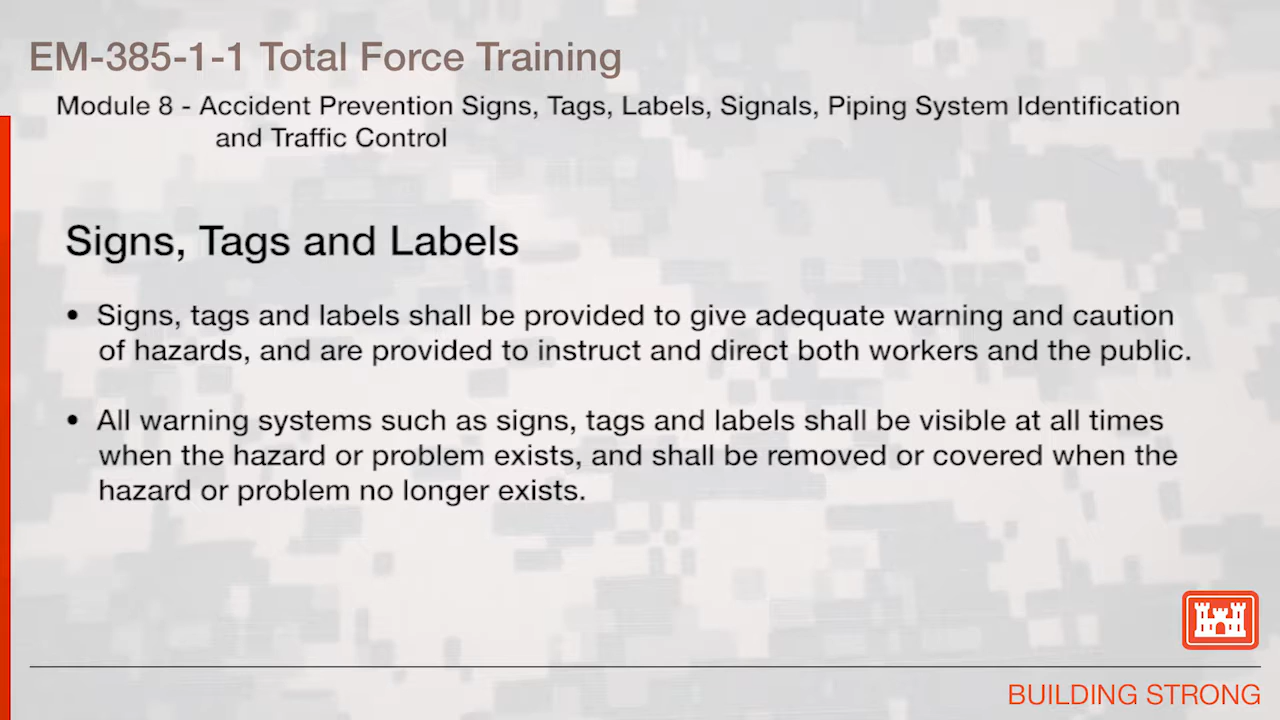 EM-385-1-1 Total Force Training
Module 8 - Accident Prevention Signs, Tags, Labels, Signals, Piping System Identification
and Traffic Control
Signs, Tags and Labels
• Signs, tags and labels shall be provided to give adequate warning and caution
of hazards, and are provided to instruct and direct both workers and the public.
• All warning systems such as signs, tags and labels shall be visible at all times
when the hazard or problem exists, and shall be removed or covered when the
hazard or problem no longer exists.
BUILDING STRONG